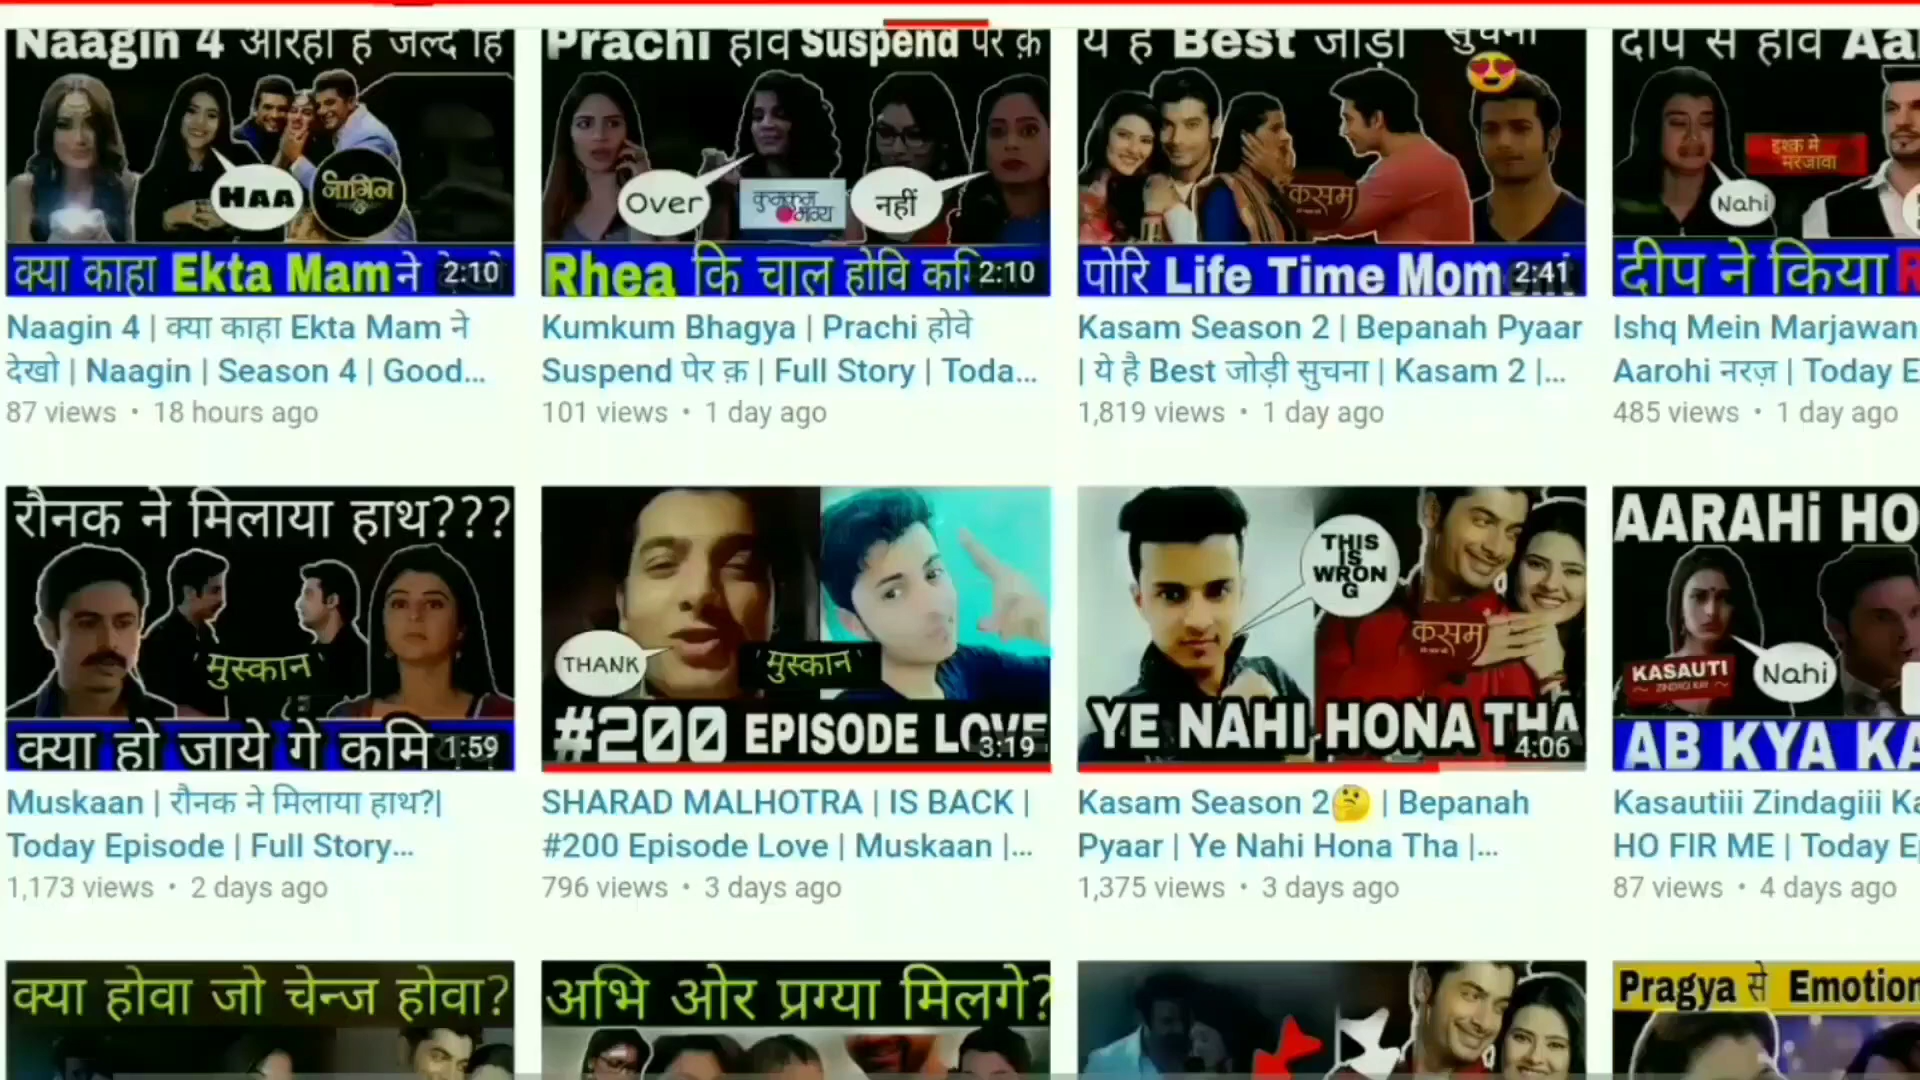 Naagin 4 आरहा है जल्द हि
HAA
नागिन
क्या काहा Ekta Mam ने
2:10
Naagin 4 | क्या काहा Ekta Mam ने
देखो | Naagin | Season 4 | Good...
87 views • 18 hours ago
Prachi होवे Suspend पेर क़
Over
कुमकुम
भाग्य
नहीं
Rhea कि चाल होवि
2:10
Kumkum Bhagya | Prachi होवे
Suspend पेर क़ | Full Story | Toda...
101 views • 1 day ago
ये है Best जोड़ी सुचना
कसम
पोरि Life Time Mom
2:41
Kasam Season 2 | Bepanah Pyaar
| ये है Best जोड़ी सुचना | Kasam 2 |...
1,819 views • 1 day ago
दीप से होवे Aa
इश्क़ में
मरजावां
Nahi
दीप ने किया R
Ishq Mein Marjawan
Aarohi नरज़ | Today E
485 views • 1 day ago
रौनक ने मिलाया हाथ???
मुस्कान
क्या हो जाये गे कमि
1:59
Muskaan | रौनक ने मिलाया हाथ?|
Today Episode | Full Story...
1,173 views • 2 days ago
THANK
मुस्कान
#200 EPISODE LOVE
3:19
SHARAD MALHOTRA | IS BACK |
#200 Episode Love | Muskaan |...
796 views • 3 days ago
THIS
IS
WRON
G
कसम
YE NAHI HONA THA
4:06
Kasam Season 2🤔 | Bepanah
Pyaar | Ye Nahi Hona Tha |...
1,375 views • 3 days ago
AARAHi HO
KASAUTI
ZINDAGII KAY
Nahi
AB KYA KA
Kasautiii Zindagiii Ka
HO FIR ME | Today E
87 views • 4 days ago
क्या होवा जो चेन्ज होवा?
अभि ओर प्रग्या मिलगे?
Pragya से Emotion